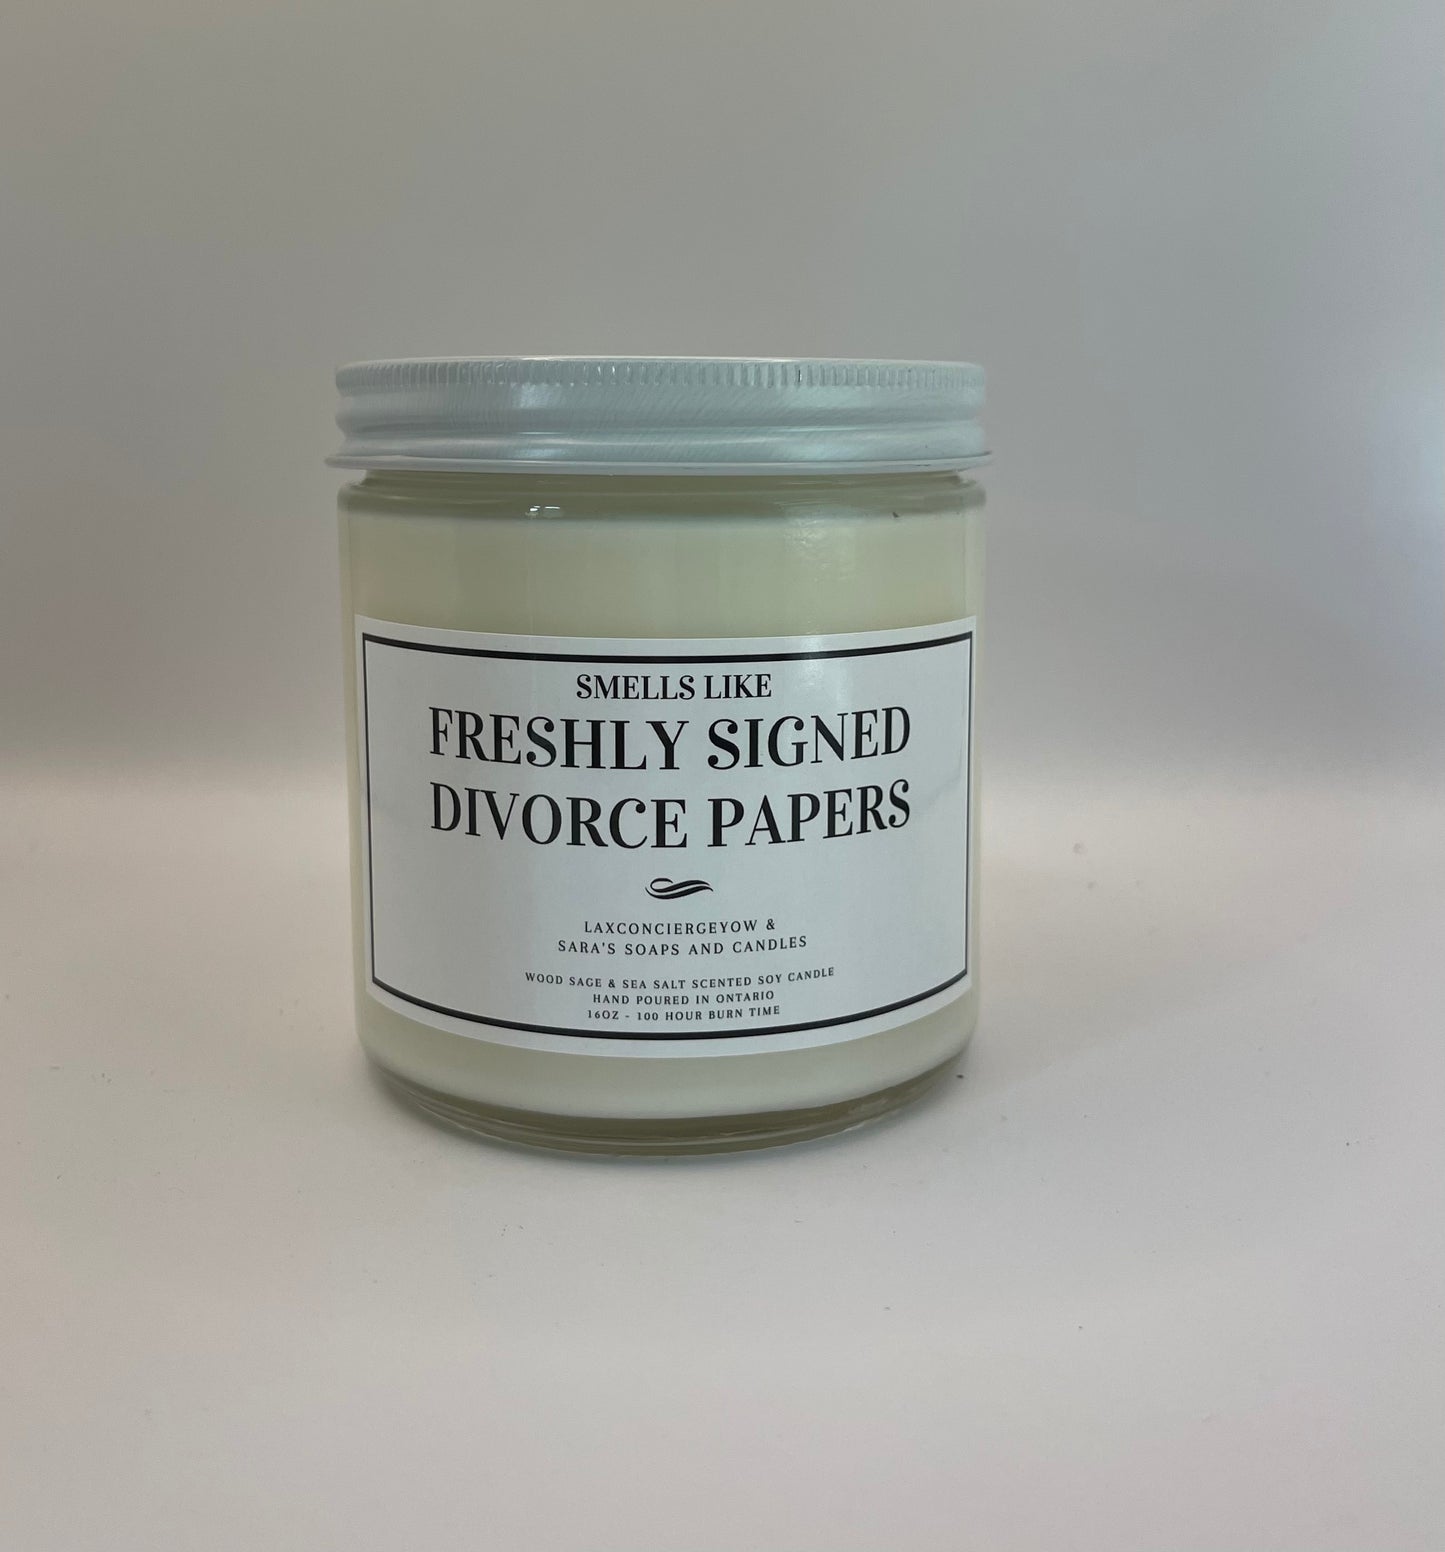 SMELLS LIKE
FRESHLY SIGNED
DIVORCE PAPERS
LAXCONCIERGEYOW &
SARA'S SOAPS AND CANDLES
WOOD SAGE & SEA SALT SCENTED SOY CANDLE
HAND POURED IN ONTARIO
16OZ - 100 HOUR BURN TIME